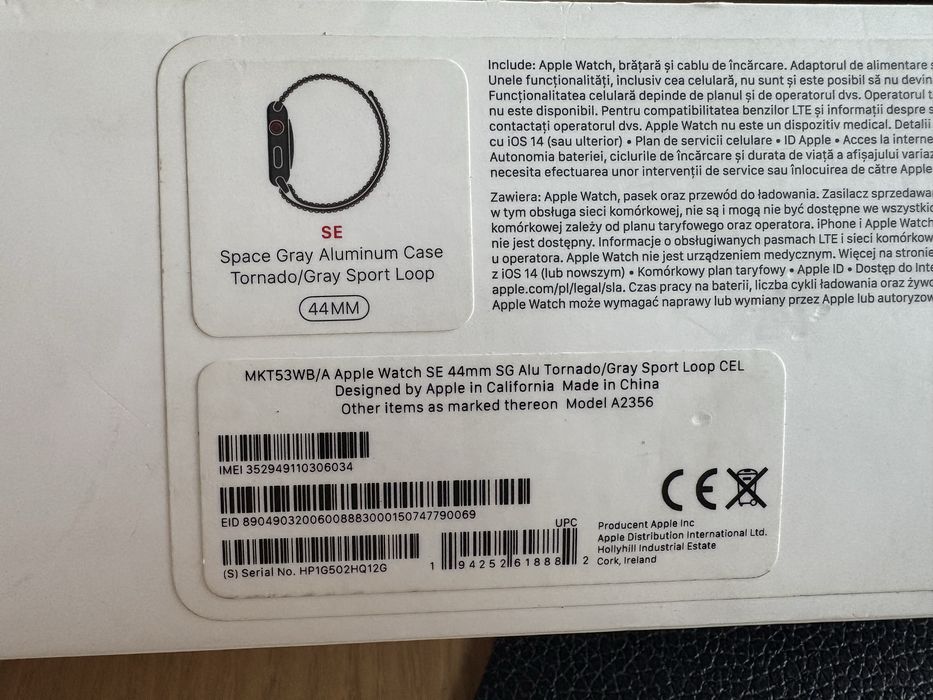 SE
Space Gray Aluminum Case
Tornado/Gray Sport Loop
44MM
Include: Apple Watch, brățară și cablu de încărcare. Adaptorul de alimentare
Unele funcționalități, inclusiv cea celulară, nu sunt și este posibil să nu devin
Funcționalitatea celulară depinde de planul și de operatorul dvs. Operatorul
nu este disponibil. Pentru compatibilitatea benzilor LTE și informații despre
contactați operatorul dvs. Apple Watch nu este un dispozitiv medical. Detalii
cu iOS 14 (sau ulterior) • Plan de servicii celulare • ID Apple • Acces la interne
Autonomia bateriei, ciclurile de încărcare și durata de viață a afișajului variaz
necesita efectuarea unor intervenții de service sau înlocuirea de către Apple
Zawiera: Apple Watch, pasek oraz przewód do ładowania. Zasilacz sprzedawa
w tym obsługa sieci komórkowej, nie są i mogą nie być dostępne we wszystkic
komórkowej zależy od planu taryfowego oraz operatora. iPhone i Apple Watch
nie jest dostępny. Informacje o obsługiwanych pasmach LTE i sieci komórkow
u operatora. Apple Watch nie jest urządzeniem medycznym. Więcej na stronie
z iOS 14 (lub nowszym) • Komórkowy plan taryfowy • Apple ID • Dostęp do Inte
apple.com/pl/legal/sla. Czas pracy na baterii, liczba cykli ładowania oraz żywo
Apple Watch może wymagać naprawy lub wymiany przez Apple lub autoryzow
MKT53WB/A Apple Watch SE 44mm SG Alu Tornado/Gray Sport Loop CEL
Designed by Apple in California Made in China
Other items as marked thereon Model A2356
IMEI 352949110306034
EID 89049032006008883000150747790069
(S) Serial No. HP1G502HQ12G
UPC
1 94252 61888 2
CE
Producent Apple Inc
Apple Distribution International Ltd.
Hollyhill Industrial Estate
Cork, Ireland